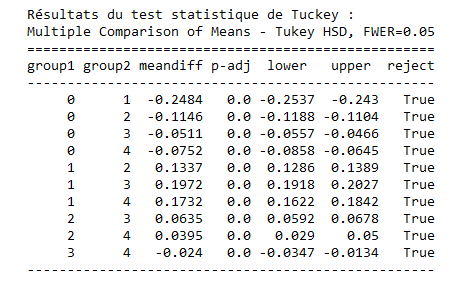 Résultats du test statistique de Tuckey :
Multiple Comparison of Means - Tukey HSD, FWER=0.05
===================================================
group1 group2 meandiff p-adj  lower   upper  reject
---------------------------------------------------
     0      1  -0.2484   0.0 -0.2537  -0.243   True
     0      2  -0.1146   0.0 -0.1188 -0.1104   True
     0      3  -0.0511   0.0 -0.0557 -0.0466   True
     0      4  -0.0752   0.0 -0.0858 -0.0645   True
     1      2   0.1337   0.0  0.1286  0.1389   True
     1      3   0.1972   0.0  0.1918  0.2027   True
     1      4   0.1732   0.0  0.1622  0.1842   True
     2      3   0.0635   0.0  0.0592  0.0678   True
     2      4   0.0395   0.0   0.029    0.05   True
     3      4   -0.024   0.0 -0.0347 -0.0134   True
---------------------------------------------------